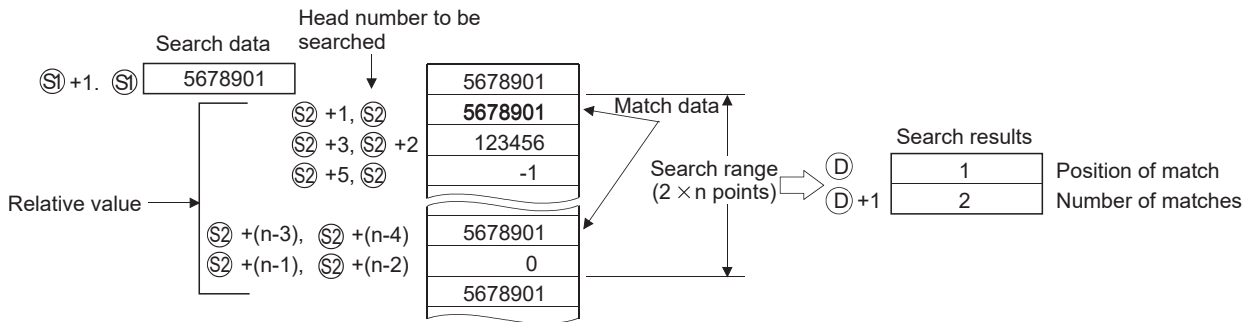 Head number to be
searched
Search data
S1 +1. S1 5678901
5678901
S2 +1, S2 5678901
S2 +3, S2 +2 123456
S2 +5, S2 -1
Match data
Relative value
Search range
(2 × n points)
S2 +(n-3), S2 +(n-4) 5678901
S2 +(n-1), S2 +(n-2) 0
5678901
Search results
D 1 Position of match
D +1 2 Number of matches